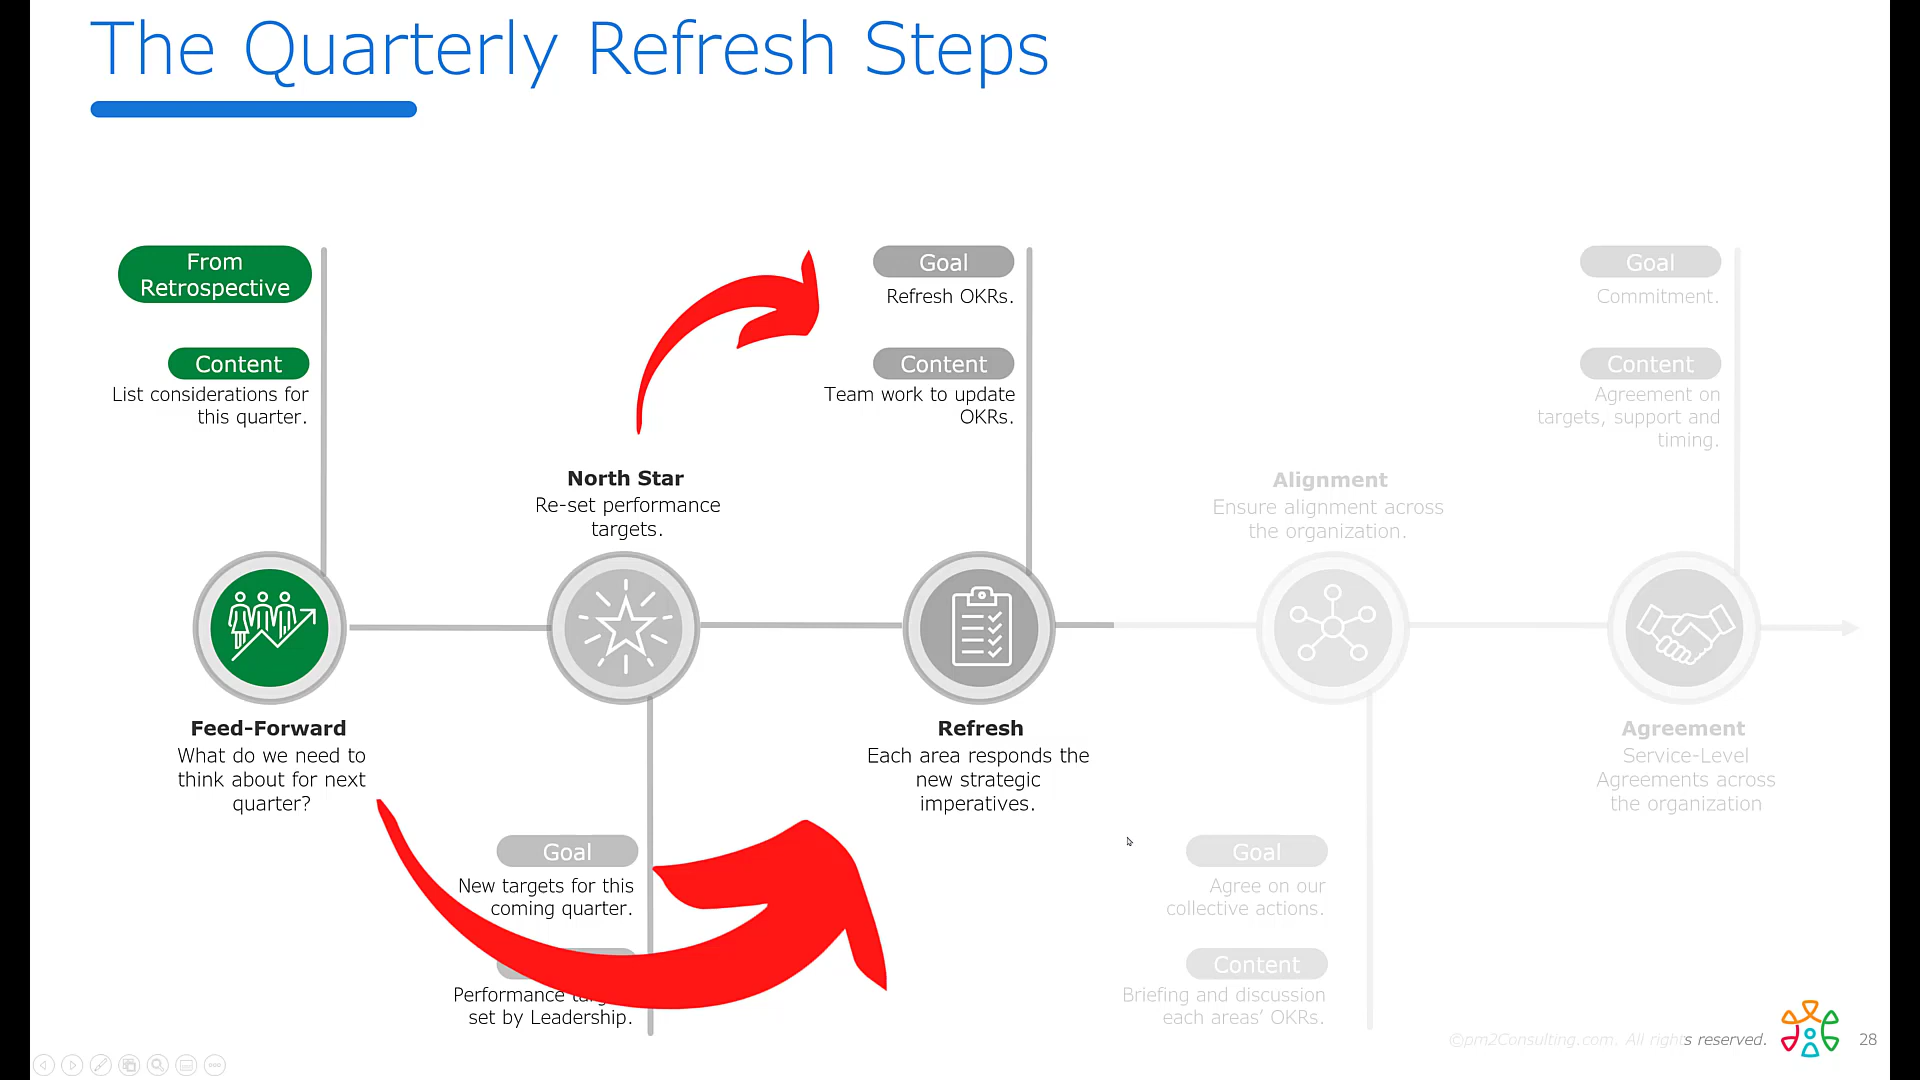 The Quarterly Refresh Steps
From
Retrospective
Content
List considerations for
this quarter.
Feed-Forward
What do we need to
think about for next
quarter?
North Star
Re-set performance
targets.
Goal
New targets for this
coming quarter.
Performance
set by Leadership.
Goal
Refresh OKRs.
Content
Team work to update
OKRs.
Refresh
Each area responds the
new strategic
imperatives.
Alignment
Ensure alignment across
the organization.
Goal
Agree on our
collective actions.
Content
Briefing and discussion
each areas’ OKRs.
Goal
Commitment.
Content
Agreement on
targets, support and
timing.
Agreement
Service-Level
Agreements across
the organization
©pm2Consulting.com. All rights reserved.
28